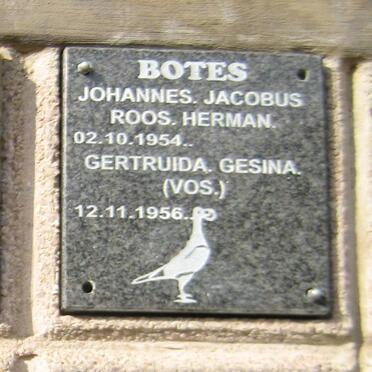 BOTES
JOHANNES. JACOBUS
ROOS. HERMAN.
02.10.1954..
GERTRUIDA. GESINA.
(VOS.)
12.11.1956..